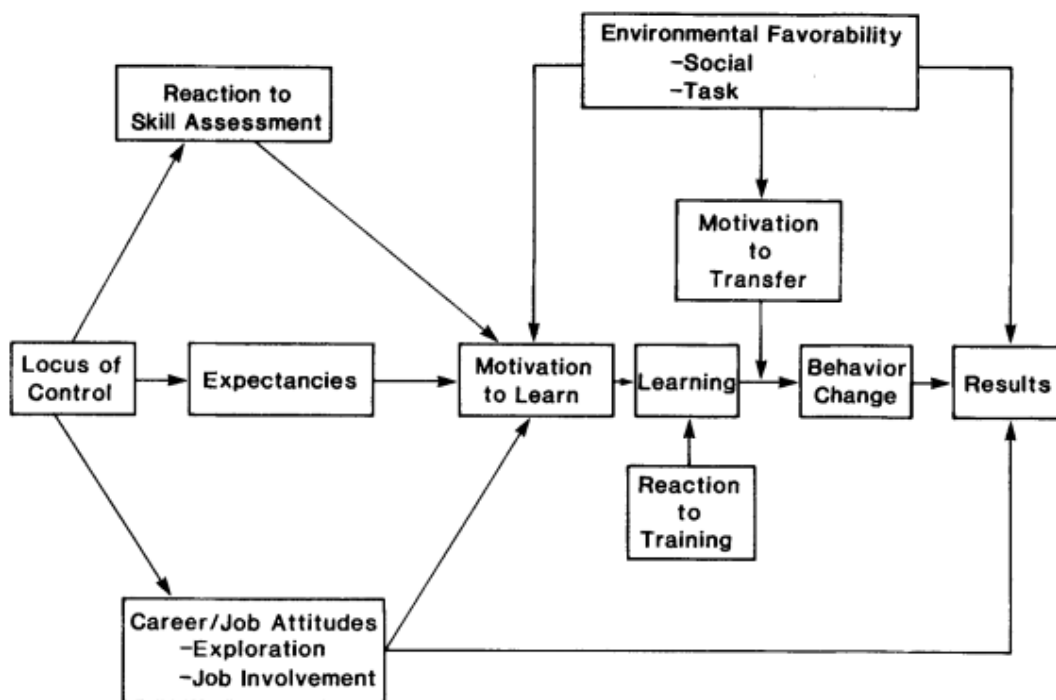 Environmental Favorability
-Social
-Task
Reaction to
Skill Assessment
Motivation
to
Transfer
Locus of
Control
Expectancies
Motivation
to Learn
Learning
Behavior
Change
Results
Reaction
to
Training
Career/Job Attitudes
-Exploration
-Job Involvement